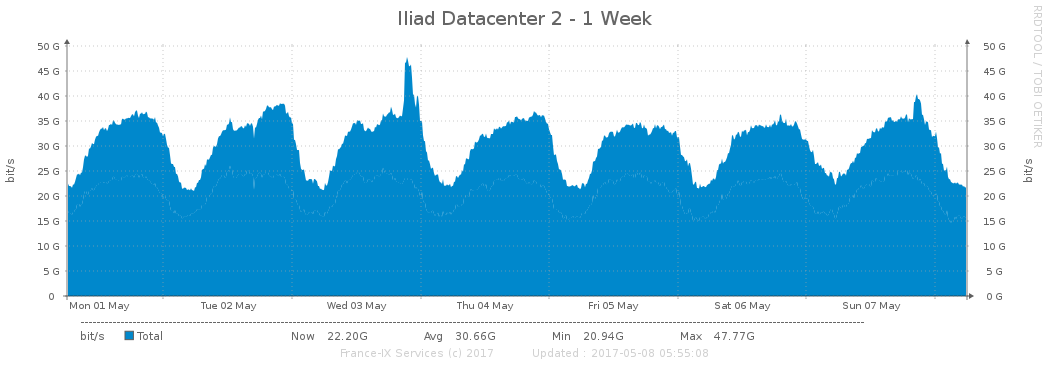 Iliad Datacenter 2 - 1 Week
RRDTOOL / TOBI OETIKER
bit/s
bit/s
50 G 50 G
45 G 45 G
40 G 40 G
35 G 35 G
30 G 30 G
25 G 25 G
20 G 20 G
15 G 15 G
10 G 10 G
5 G 5 G
0 0 G
Mon 01 May Tue 02 May Wed 03 May Thu 04 May Fri 05 May Sat 06 May Sun 07 May
bit/s Total Now 22.20G Avg 30.66G Min 20.94G Max 47.77G
France-IX Services (c) 2017 Updated : 2017-05-08 05:55:08